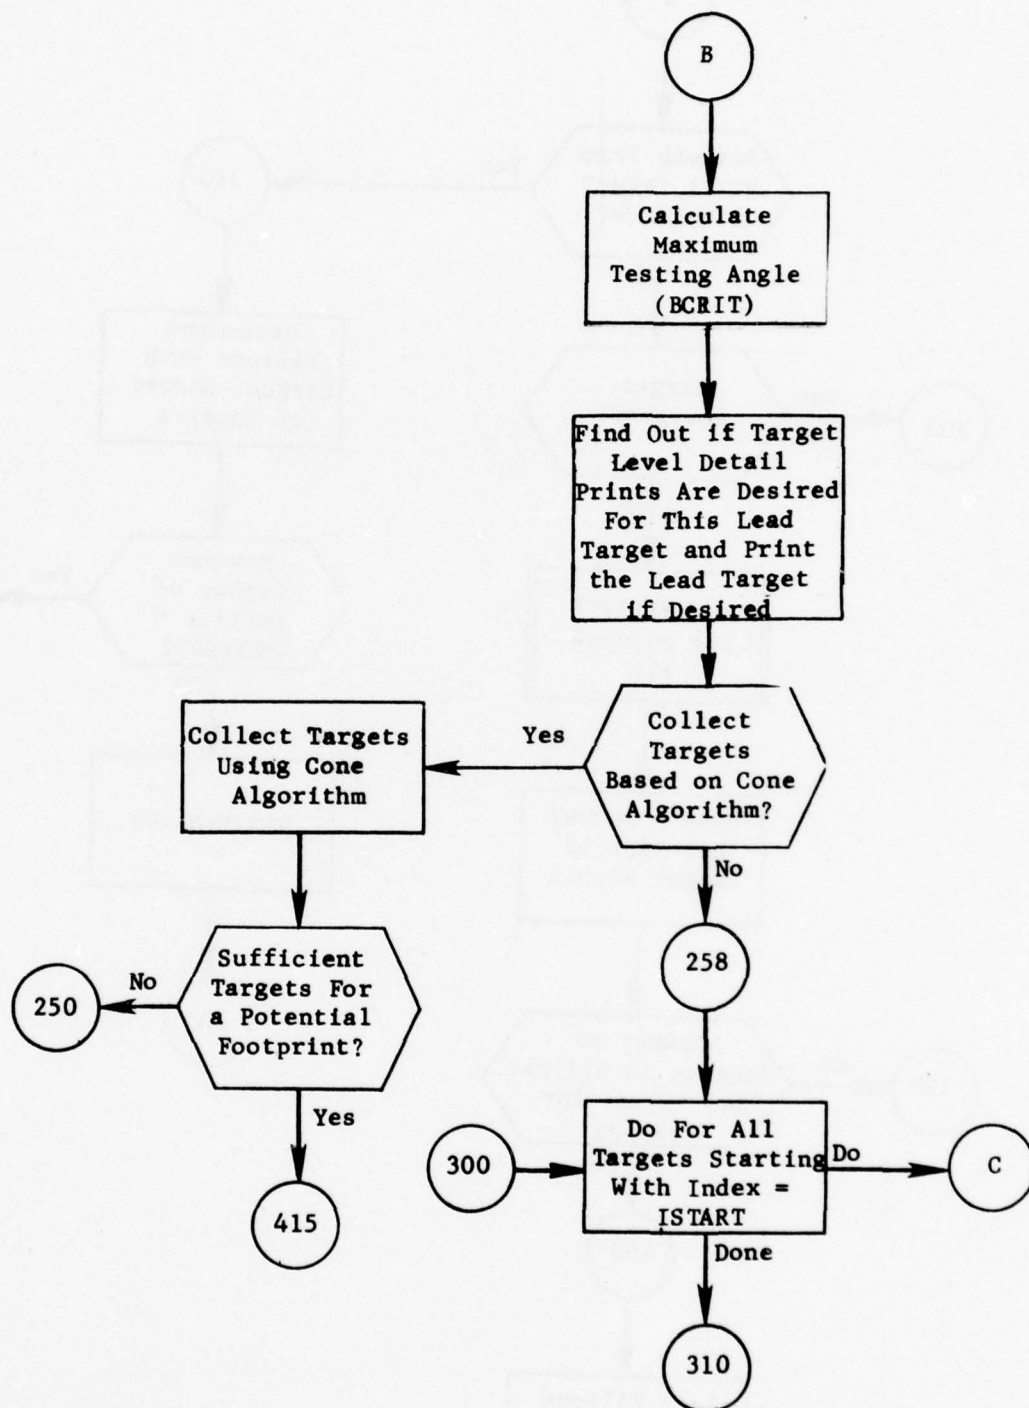 B
Calculate
Maximum
Testing Angle
(BCRIT)
Find Out if Target
Level Detail
Prints Are Desired
For This Lead
Target and Print
the Lead Target
if Desired
Collect
Targets
Based on Cone
Algorithm?
Yes
Collect Targets
Using Cone
Algorithm
No
258
Sufficient
Targets For
a Potential
Footprint?
No
250
Yes
415
300
Do For All
Targets Starting
With Index =
ISTART
Do
C
Done
310